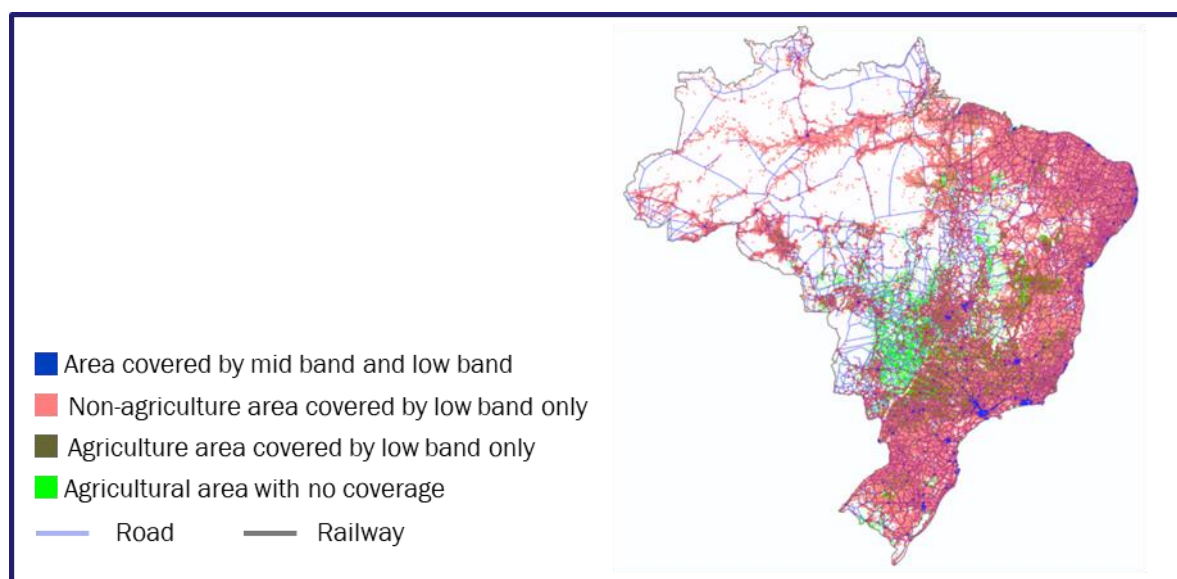 Area covered by mid band and low band
Non-agriculture area covered by low band only
Agriculture area covered by low band only
Agricultural area with no coverage
Road Railway